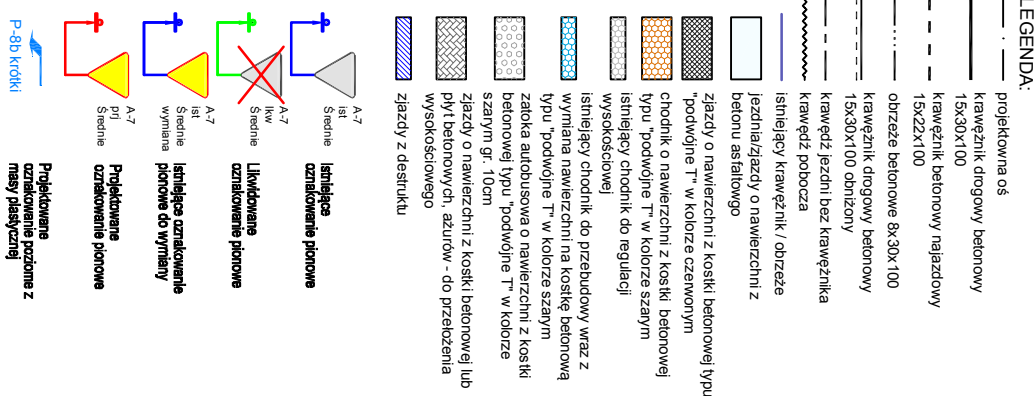 LEGENDA:
projektowna oś
krawężnik drogowy betonowy
15x30x100
krawężnik betonowy najazdowy
15x22x100
obrzeże betonowe 8x30x100
krawężnik drogowy betonowy
15x30x100 obniżony
krawędź jezdni bez krawężnika
krawędź pobocza
istniejący krawężnik / obrzeże
jezdnia/zjazdy o nawierzchni z
betonu asfaltowgo
zjazdy o nawierzchni z kostki betonowej typu
"podwójne T" w kolorze czerwonym
chodnik o nawierzchni z kostki betonowej
typu "podwójne T" w kolorze szarym
istniejący chodnik do regulacji
wysokościowej
istniejący chodnik do przebudowy wraz z
wymianą nawierzchni na kostkę betonową
typu "podwójne T" w kolorze szarym
zatoka autobusowa o nawierzchni z kostki
betonowej typu "podwójne T" w kolorze
szarym gr. 10cm
zjazdy o nawierzchni z kostki betonowej lub
płyt betonowych, ażurów - do przełożenia
wysokościowego
zjazdy z destruktu
A-7
ist
Średnie
Istniejące
oznakowanie pionowe
A-7
lkw
Średnie
Likwidowane
oznakowanie pionowe
A-7
ist
Średnie
wymiana
Istniejące oznakowanie
pionowe do wymiany
A-7
prj
Średnie
Projektowane
oznakowanie pionowe
P-8b krótki
Projektowane
oznakowanie poziome z
masy plastycznej